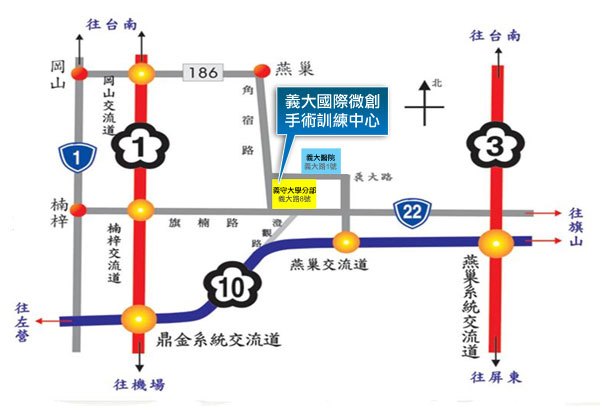 往台南
往台南
岡山
岡山交流道
186
燕巢
北
角宿路
義大國際微創
手術訓練中心
1
1
3
義大醫院
義大路1號
義大路
義守大學分部
義大路8號
楠梓
旗楠路
澄觀路
22
往旗山
楠梓交流道
燕巢交流道
燕巢系統交流道
10
往左營
鼎金系統交流道
往機場
往屏東